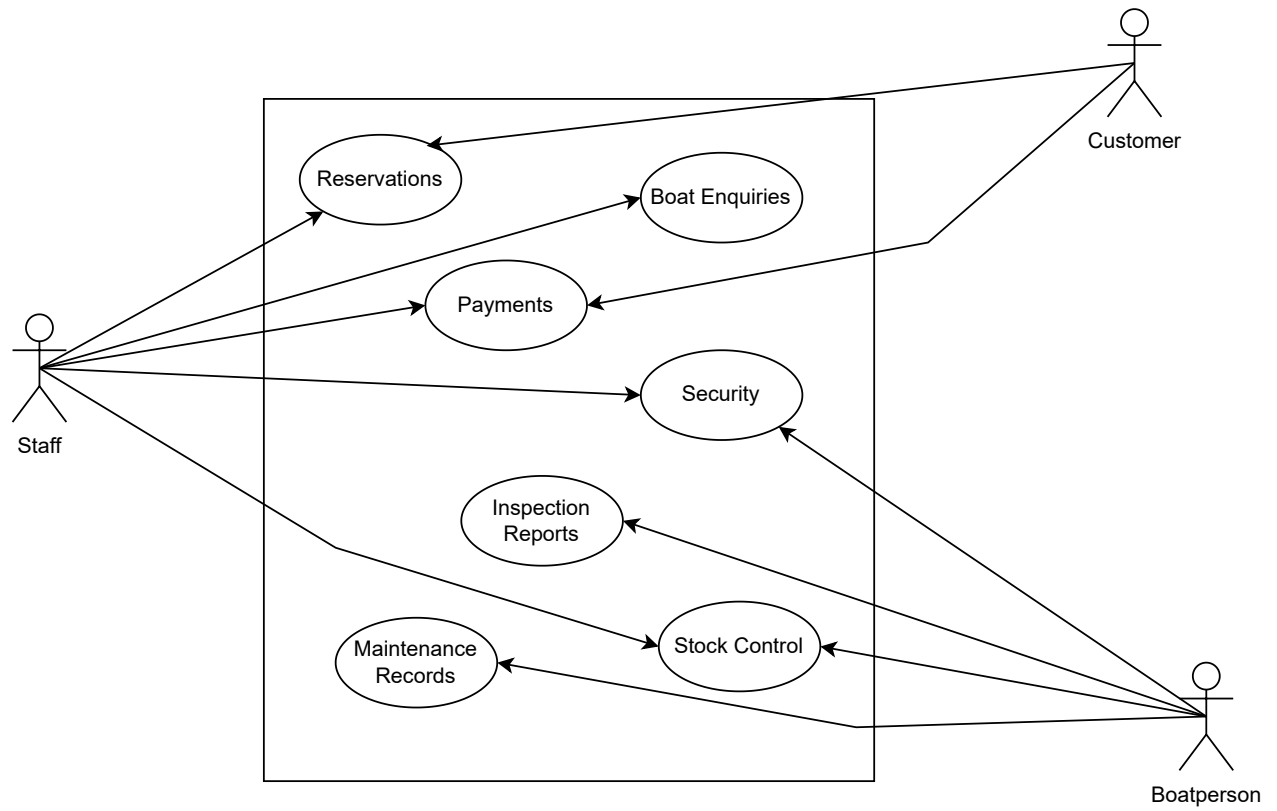 Customer
Reservations
Boat Enquiries
Payments
Security
Staff
Inspection
Reports
Stock Control
Maintenance
Records
Boatperson